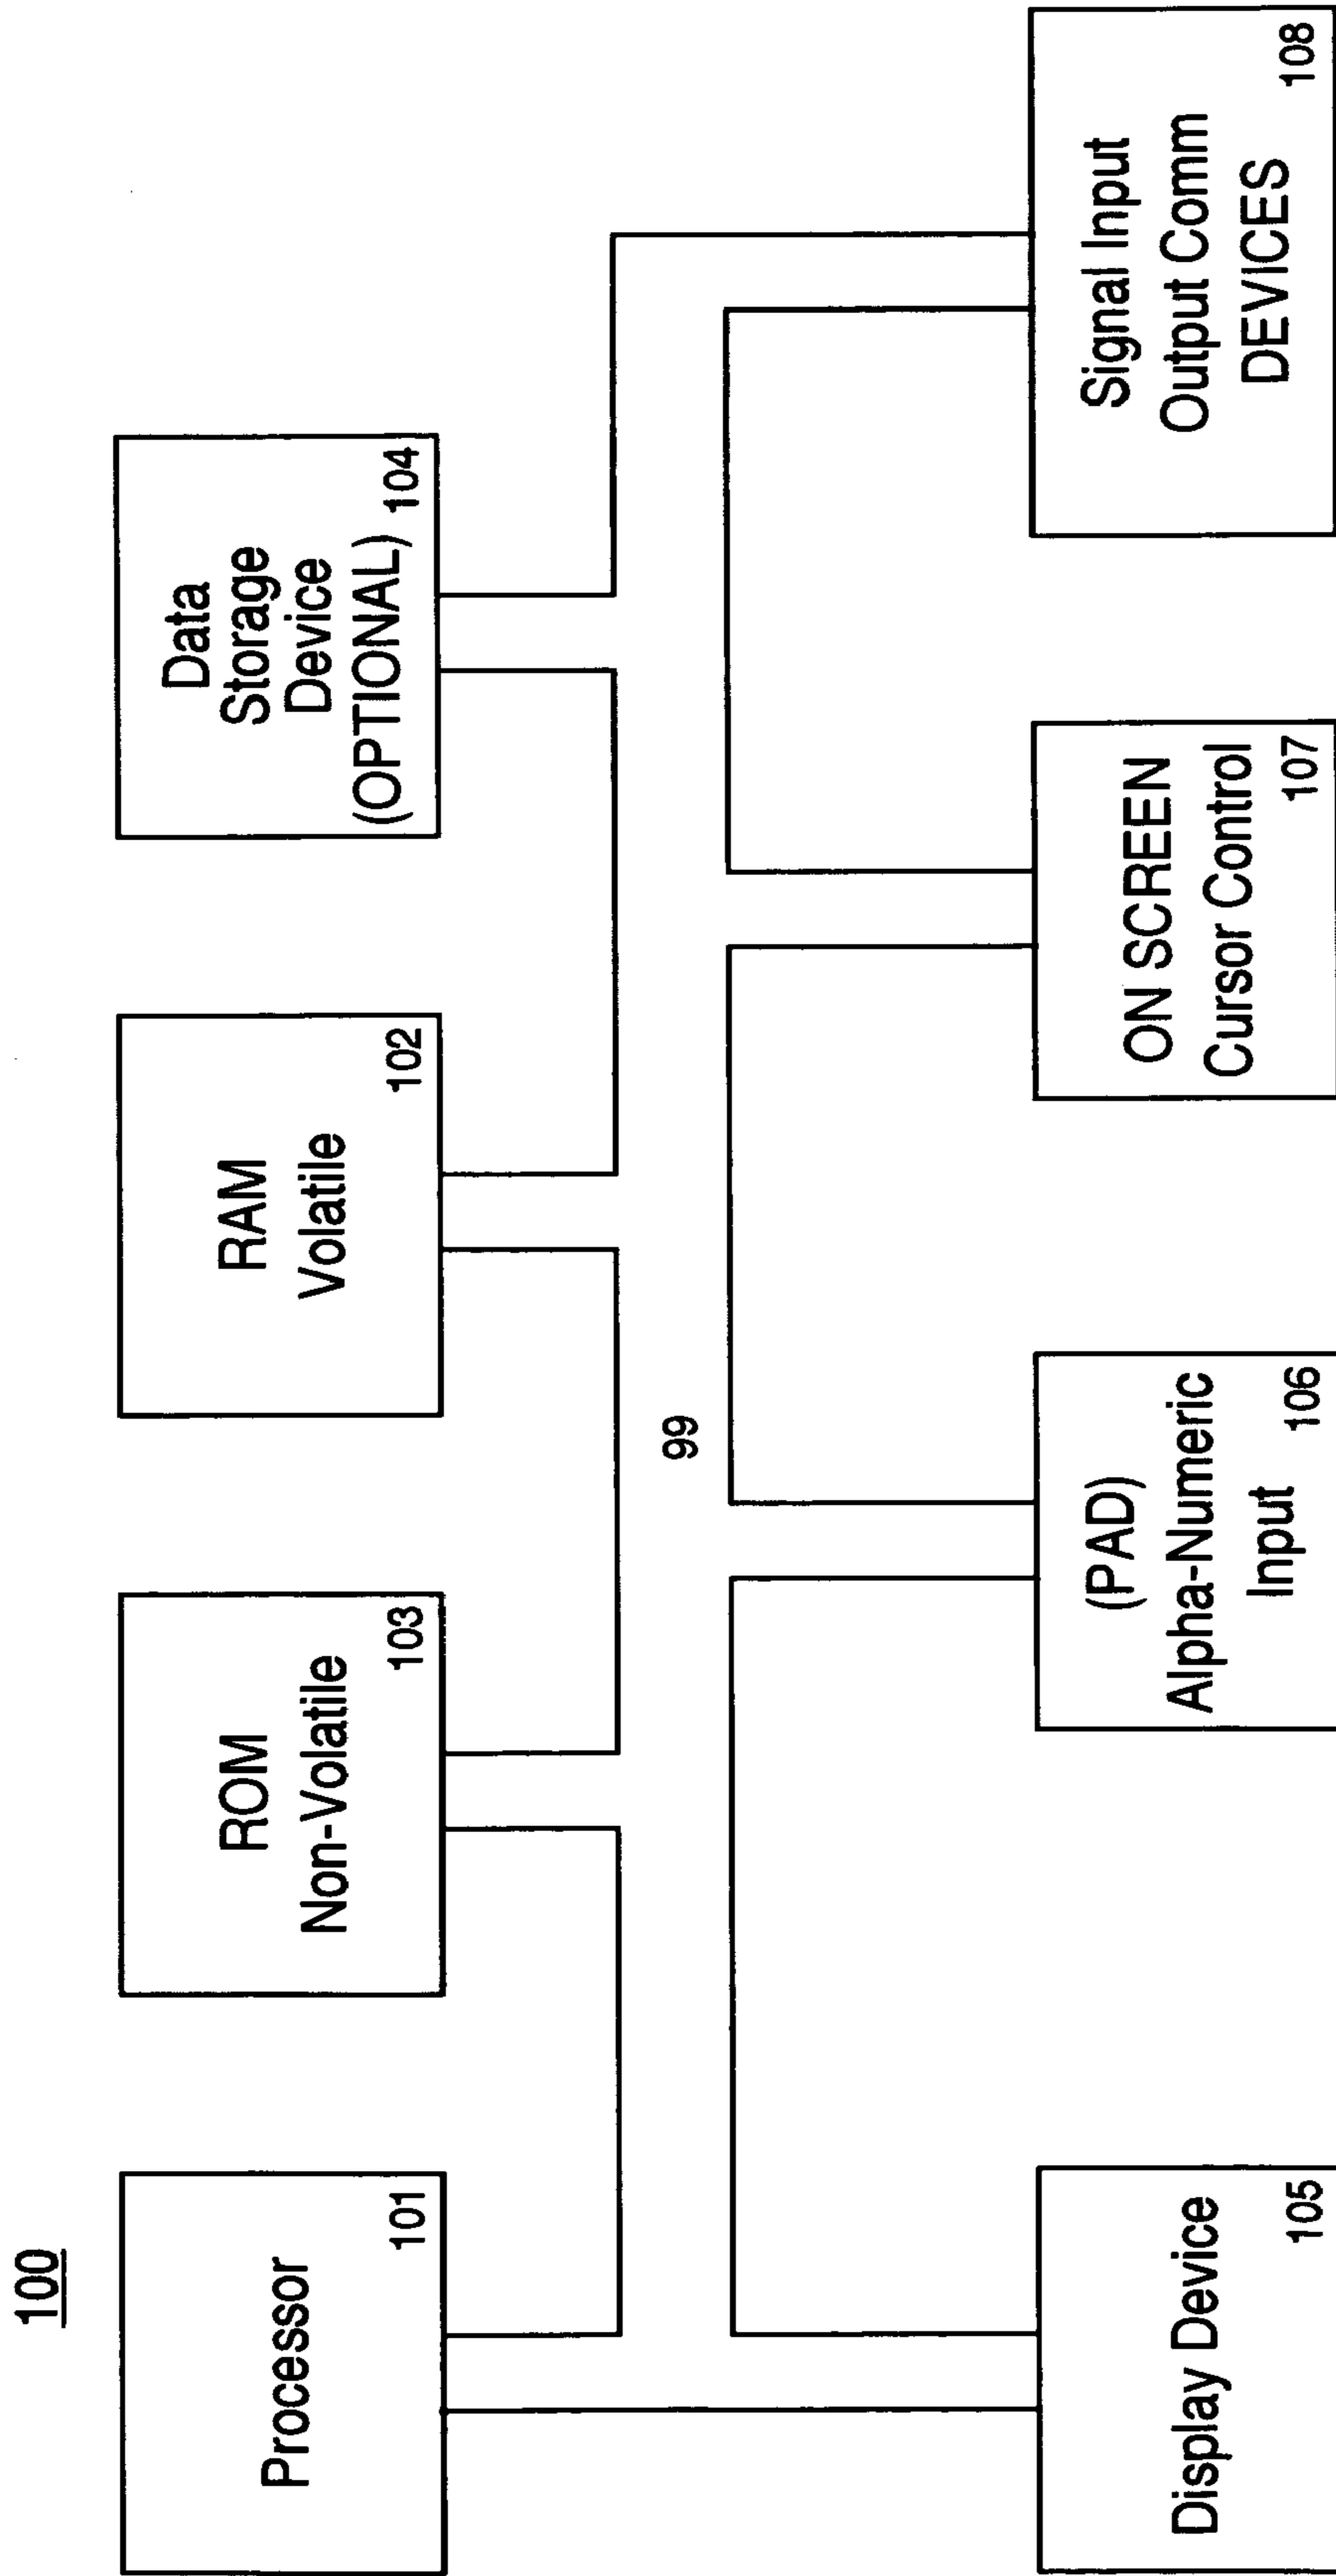 100
Processor
101
ROM
Non-Volatile
103
RAM
Volatile
102
Data
Storage
Device
(OPTIONAL)
104
99
Display Device
105
(PAD)
Alpha-Numeric
Input
106
ON SCREEN
Cursor Control
107
Signal Input
Output Comm
DEVICES
108